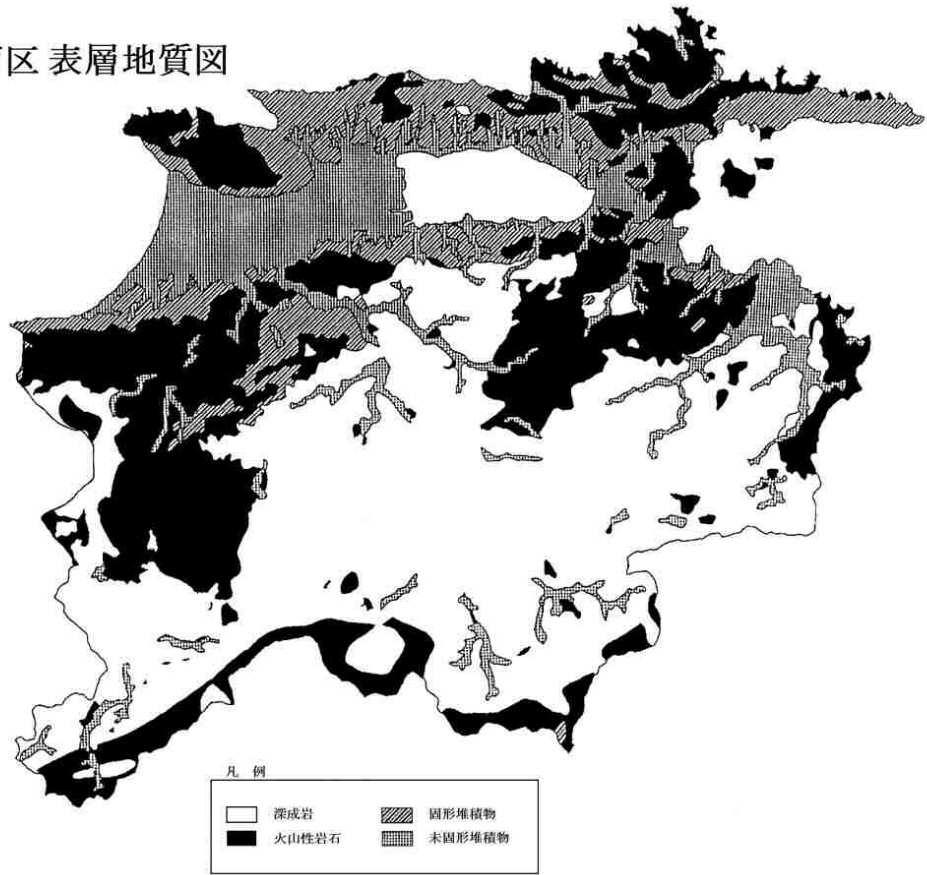 区 表層地質図
凡 例
深成岩
固形堆積物
火山性岩石
未固形堆積物